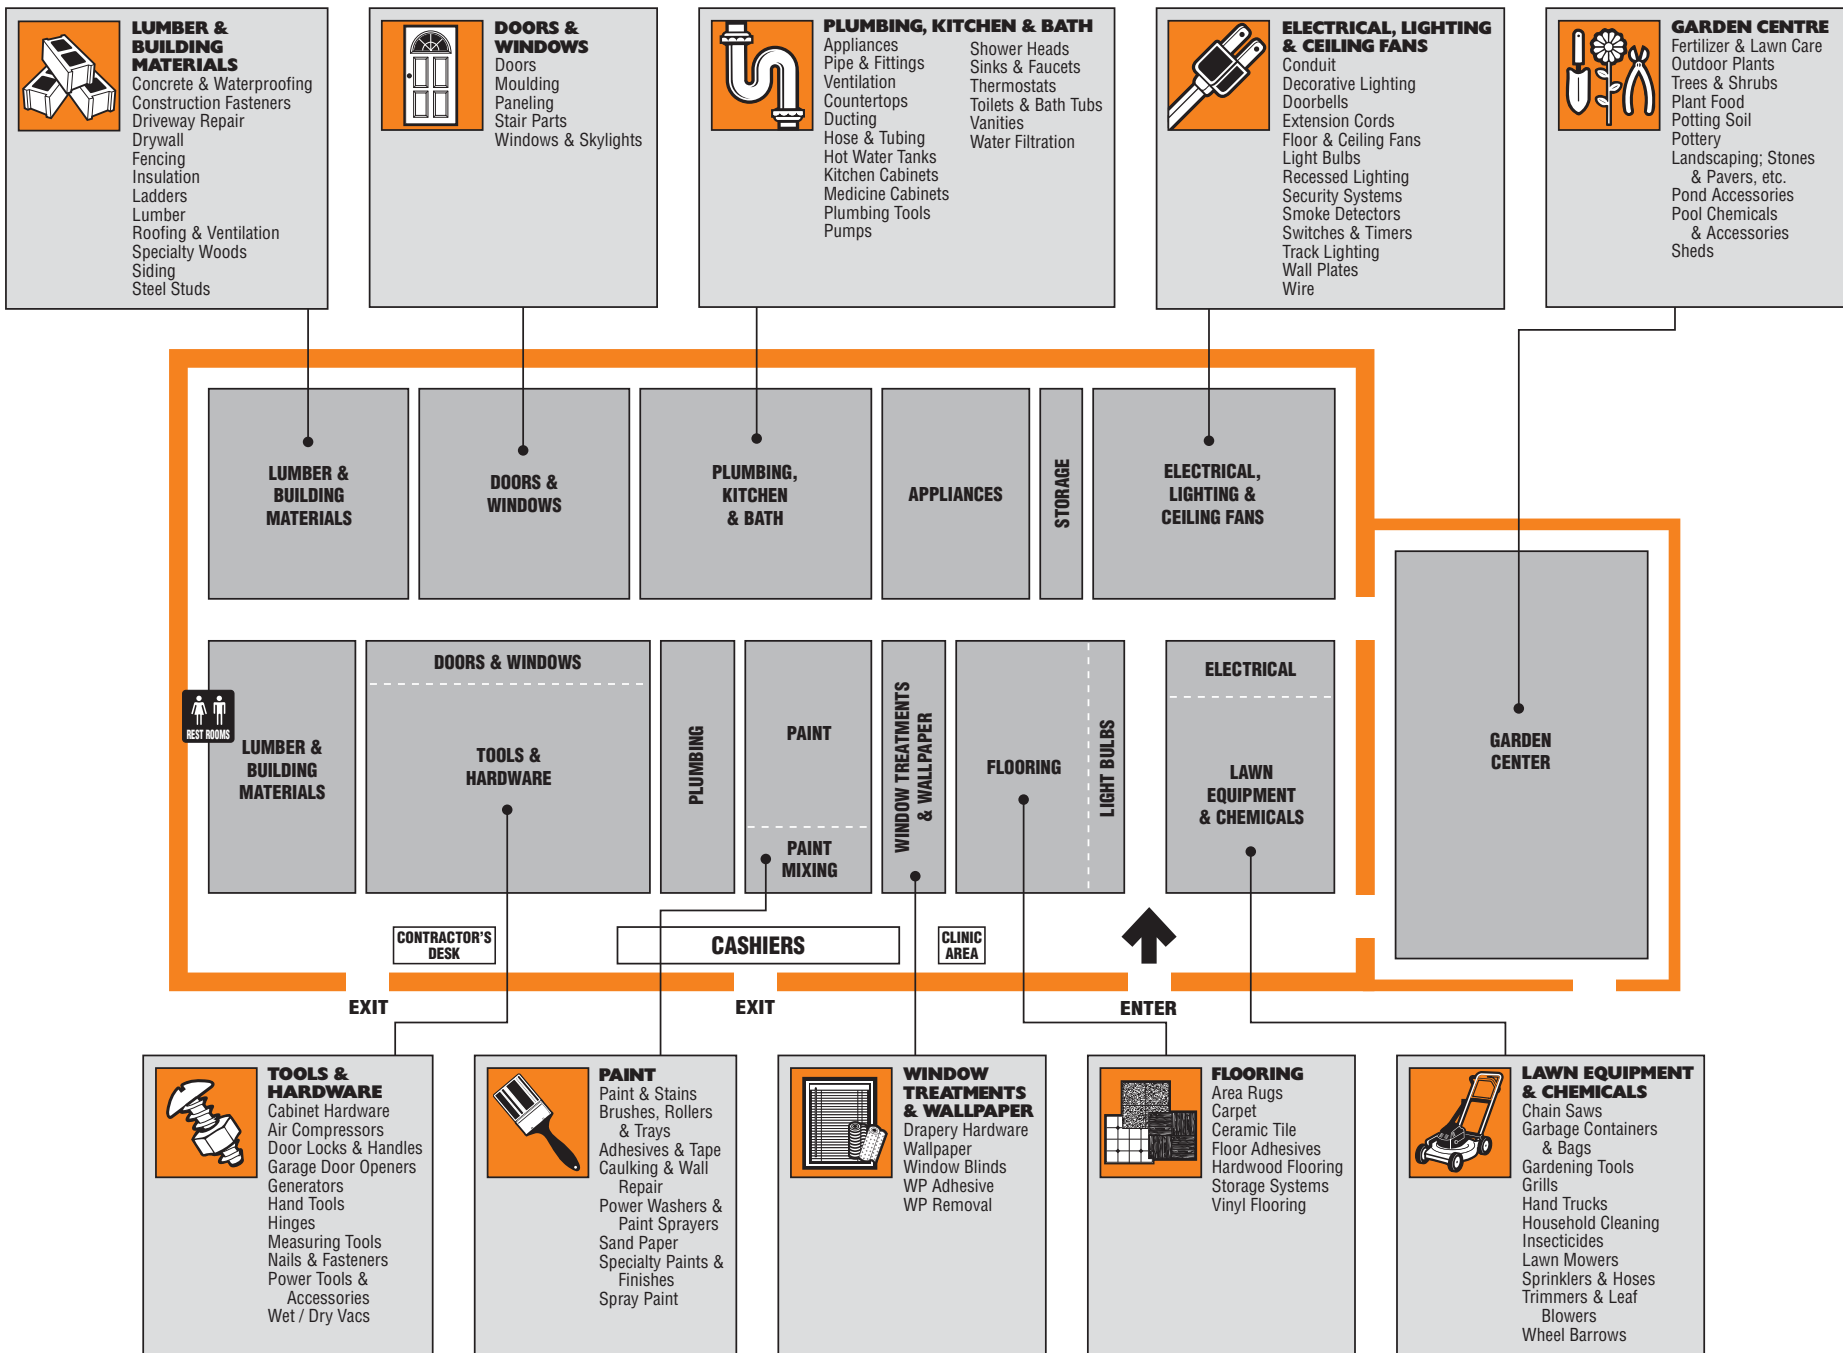 LUMBER &
BUILDING
MATERIALS
Concrete & Waterproofing
Construction Fasteners
Driveway Repair
Drywall
Fencing
Insulation
Ladders
Lumber
Roofing & Ventilation
Specialty Woods
Siding
Steel Studs
DOORS &
WINDOWS
Doors
Moulding
Paneling
Stair Parts
Windows & Skylights
PLUMBING, KITCHEN & BATH
Appliances
Pipe & Fittings
Ventilation
Countertops
Ducting
Hose & Tubing
Hot Water Tanks
Kitchen Cabinets
Medicine Cabinets
Plumbing Tools
Pumps
Shower Heads
Sinks & Faucets
Thermostats
Toilets & Bath Tubs
Vanities
Water Filtration
ELECTRICAL, LIGHTING
& CEILING FANS
Conduit
Decorative Lighting
Doorbells
Extension Cords
Floor & Ceiling Fans
Light Bulbs
Recessed Lighting
Security Systems
Smoke Detectors
Switches & Timers
Track Lighting
Wall Plates
Wire
GARDEN CENTRE
Fertilizer & Lawn Care
Outdoor Plants
Trees & Shrubs
Plant Food
Potting Soil
Pottery
Landscaping; Stones
& Pavers, etc.
Pond Accessories
Pool Chemicals
& Accessories
Sheds
LUMBER &
BUILDING
MATERIALS
DOORS &
WINDOWS
PLUMBING,
KITCHEN
& BATH
APPLIANCES
STORAGE
ELECTRICAL,
LIGHTING &
CEILING FANS
REST ROOMS
LUMBER &
BUILDING
MATERIALS
DOORS & WINDOWS
TOOLS &
HARDWARE
PLUMBING
PAINT
PAINT
MIXING
WINDOW TREATMENTS
& WALLPAPER
FLOORING
LIGHT BULBS
ELECTRICAL
LAWN
EQUIPMENT
& CHEMICALS
GARDEN
CENTER
CONTRACTOR'S
DESK
CASHIERS
CLINIC
AREA
EXIT
EXIT
ENTER
TOOLS &
HARDWARE
Cabinet Hardware
Air Compressors
Door Locks & Handles
Garage Door Openers
Generators
Hand Tools
Hinges
Measuring Tools
Nails & Fasteners
Power Tools &
Accessories
Wet / Dry Vacs
PAINT
Paint & Stains
Brushes, Rollers
& Trays
Adhesives & Tape
Caulking & Wall
Repair
Power Washers &
Paint Sprayers
Sand Paper
Specialty Paints &
Finishes
Spray Paint
WINDOW
TREATMENTS
& WALLPAPER
Drapery Hardware
Wallpaper
Window Blinds
WP Adhesive
WP Removal
FLOORING
Area Rugs
Carpet
Ceramic Tile
Floor Adhesives
Hardwood Flooring
Storage Systems
Vinyl Flooring
LAWN EQUIPMENT
& CHEMICALS
Chain Saws
Garbage Containers
& Bags
Gardening Tools
Grills
Hand Trucks
Household Cleaning
Insecticides
Lawn Mowers
Sprinklers & Hoses
Trimmers & Leaf
Blowers
Wheel Barrows